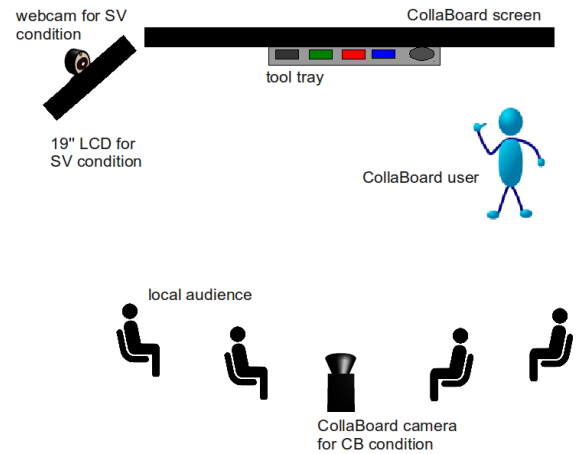 webcam for SV
condition
CollaBoard screen
tool tray
19" LCD for
SV condition
CollaBoard user
local audience
CollaBoard camera
for CB condition